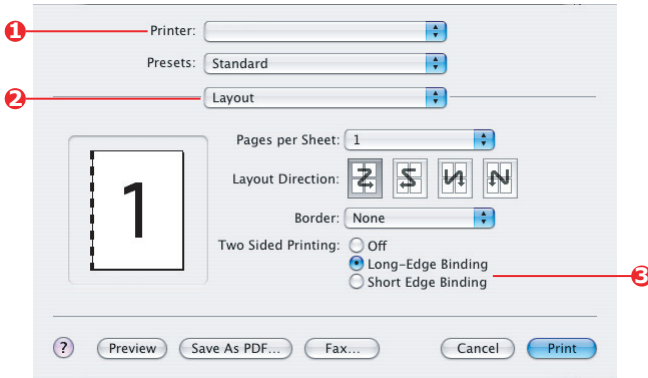 1 Printer:
Presets: Standard
2 Layout
Pages per Sheet: 1
Layout Direction:
1
Border: None
Two Sided Printing: Off
Long-Edge Binding
3
Short Edge Binding
? Preview Save As PDF... Fax... Cancel Print